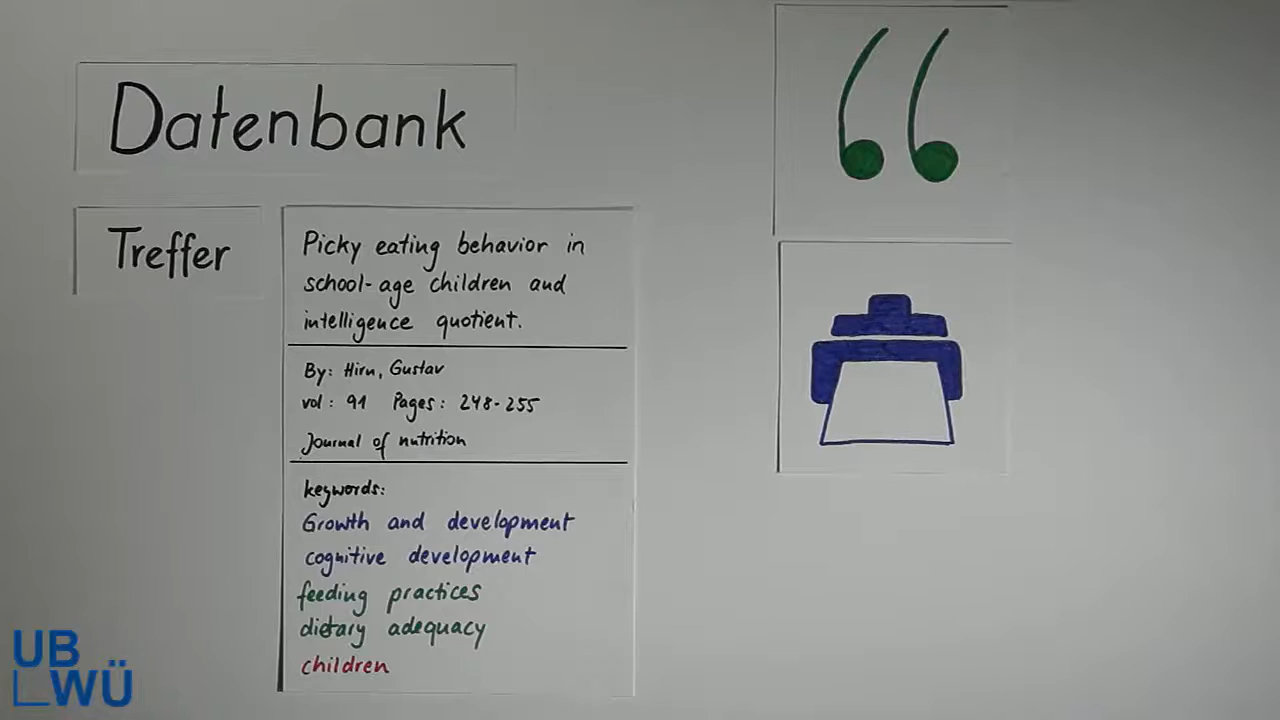 Datenbank
Treffer
Picky eating behavior in
school-age children and
intelligence quotient.
By: Hirn, Gustav
vol: 91 Pages: 248-255
Journal of nutrition
keywords:
Growth and development
cognitive development
feeding practices
dietary adequacy
children
UB
WÜ